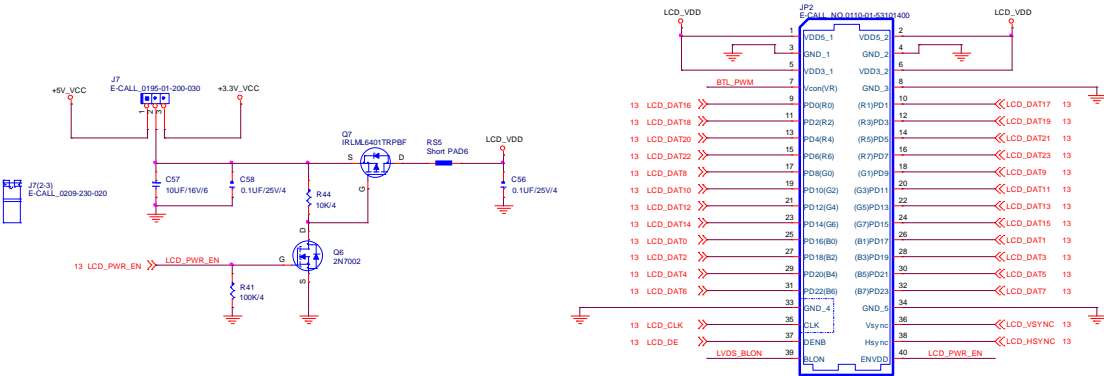 J7
E-CALL_0195-01-200-030
+5V_VCC
+3.3V_VCC
1
2
3
J7(2-3)
E-CALL_0209-230-020
C57
10UF/16V/6
C58
0.1UF/25V/4
R44
10K/4
Q7
IRLML6401TRPBF
S
D
G
RS5
Short PAD6
LCD_VDD
C56
0.1UF/25V/4
D
G
S
Q6
2N7002
13 LCD_PWR_EN
LCD_PWR_EN
R41
100K/4
JP2
E-CALL_NO.0110-01-53101400
LCD_VDD
LCD_VDD
1 VDD5_1 VDD5_2 2
3 GND_1 GND_2 4
5 VDD3_1 VDD3_2 6
BTL_PWM 7 Vcon(VR) GND_3 8
13 LCD_DAT16 9 PD0(R0) (R1)PD1 10 LCD_DAT17 13
13 LCD_DAT18 11 PD2(R2) (R3)PD3 12 LCD_DAT19 13
13 LCD_DAT20 13 PD4(R4) (R5)PD5 14 LCD_DAT21 13
13 LCD_DAT22 15 PD6(R6) (R7)PD7 16 LCD_DAT23 13
13 LCD_DAT8 17 PD8(G0) (G1)PD9 18 LCD_DAT9 13
13 LCD_DAT10 19 PD10(G2) (G3)PD11 20 LCD_DAT11 13
13 LCD_DAT12 21 PD12(G4) (G5)PD13 22 LCD_DAT13 13
13 LCD_DAT14 23 PD14(G6) (G7)PD15 24 LCD_DAT15 13
13 LCD_DAT0 25 PD16(B0) (B1)PD17 26 LCD_DAT1 13
13 LCD_DAT2 27 PD18(B2) (B3)PD19 28 LCD_DAT3 13
13 LCD_DAT4 29 PD20(B4) (B5)PD21 30 LCD_DAT5 13
13 LCD_DAT6 31 PD22(B6) (B7)PD23 32 LCD_DAT7 13
33 GND_4 GND_5 34
13 LCD_CLK 35 CLK Vsync 36 LCD_VSYNC 13
13 LCD_DE 37 DENB Hsync 38 LCD_HSYNC 13
LVDS_BLON 39 BLON ENVDD 40 LCD_PWR_EN